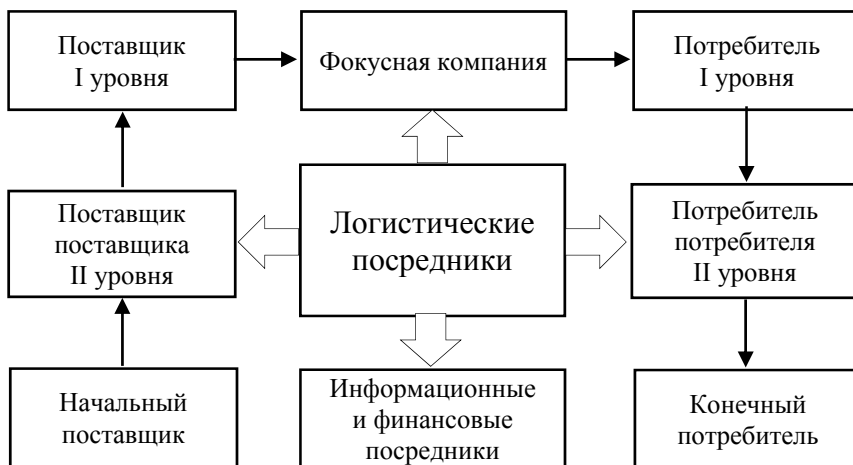 Поставщик
I уровня
Фокусная компания
Потребитель
I уровня
Поставщик
поставщика
II уровня
Логистические
посредники
Потребитель
потребителя
II уровня
Начальный
поставщик
Информационные
и финансовые
посредники
Конечный
потребитель